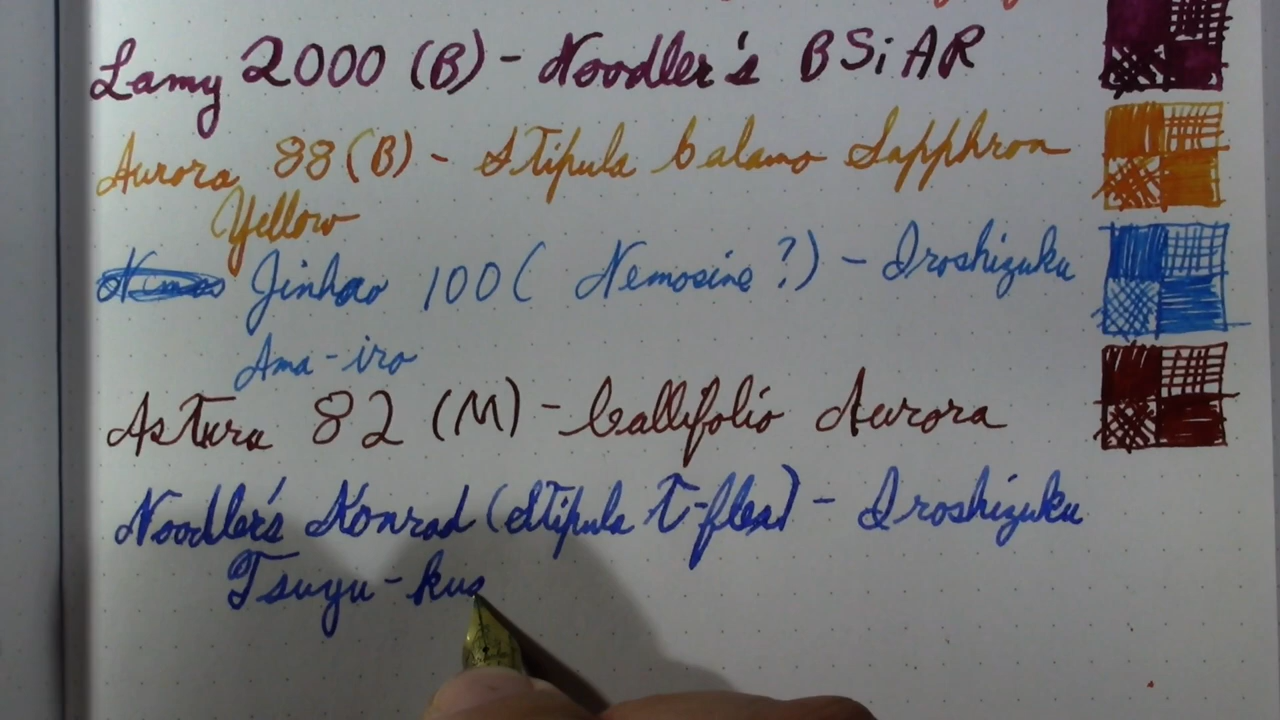 Lamy 2000 (B) - Noodler's BSiAR
Aurora 88 (B) - Stipula Calamo Sapphron
Yellow
Jinhao 100 ( Nemosine ?) - Iroshizuku
Ama-iro
Astura 82 (M) - Callifolio Aurora
Noodler's Konrad (Stipula T-flex) - Iroshizuku
Tsuyu-kus